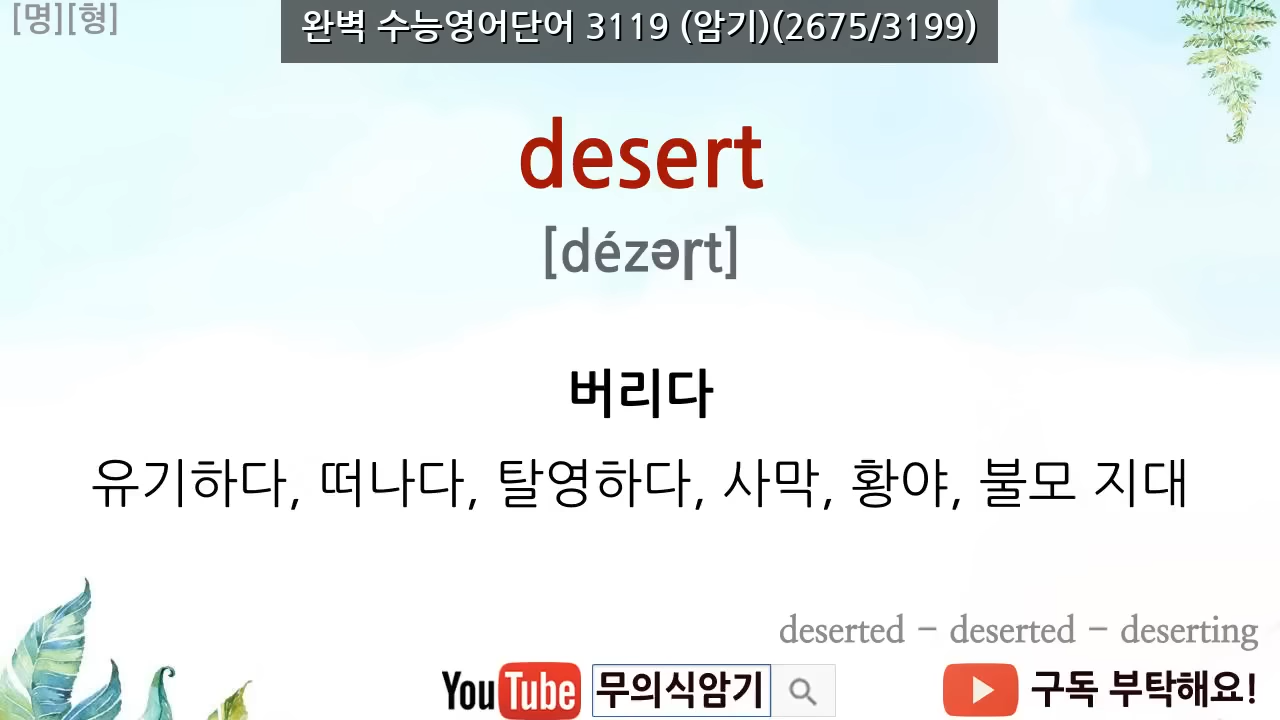 [명][형]
완벽 수능영어단어 3119 (암기)(2675/3199)
desert
[dézəɼt]
버리다
유기하다, 떠나다, 탈영하다, 사막, 황야, 불모 지대
deserted - deserted - deserting
YouTube 무의식암기 구독 부탁해요!